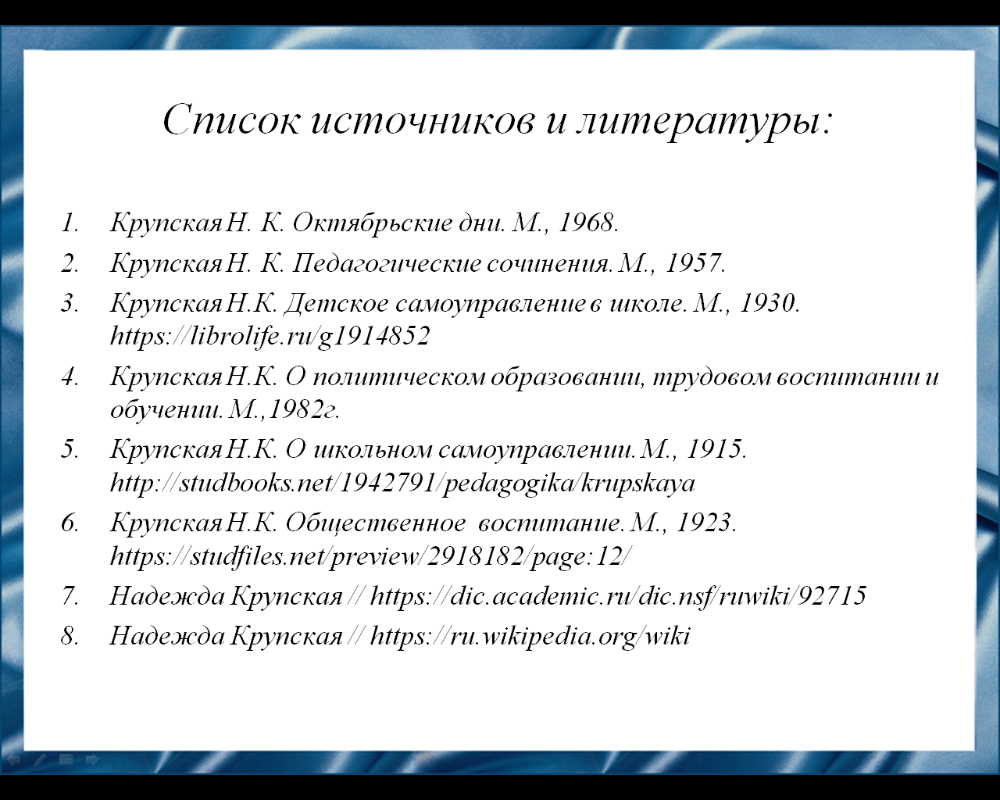 Список источников и литературы:
1. Крупская Н. К. Октябрьские дни. М., 1968.
2. Крупская Н. К. Педагогические сочинения. М., 1957.
3. Крупская Н.К. Детское самоуправление в школе. М., 1930.
https://librolife.ru/g1914852
4. Крупская Н.К. О политическом образовании, трудовом воспитании и
обучении. М.,1982г.
5. Крупская Н.К. О школьном самоуправлении. М., 1915.
http://studbooks.net/1942791/pedagogika/krupskaya
6. Крупская Н.К. Общественное воспитание. М., 1923.
https://studfiles.net/preview/2918182/page:12/
7. Надежда Крупская // https://dic.academic.ru/dic.nsf/ruwiki/92715
8. Надежда Крупская // https://ru.wikipedia.org/wiki